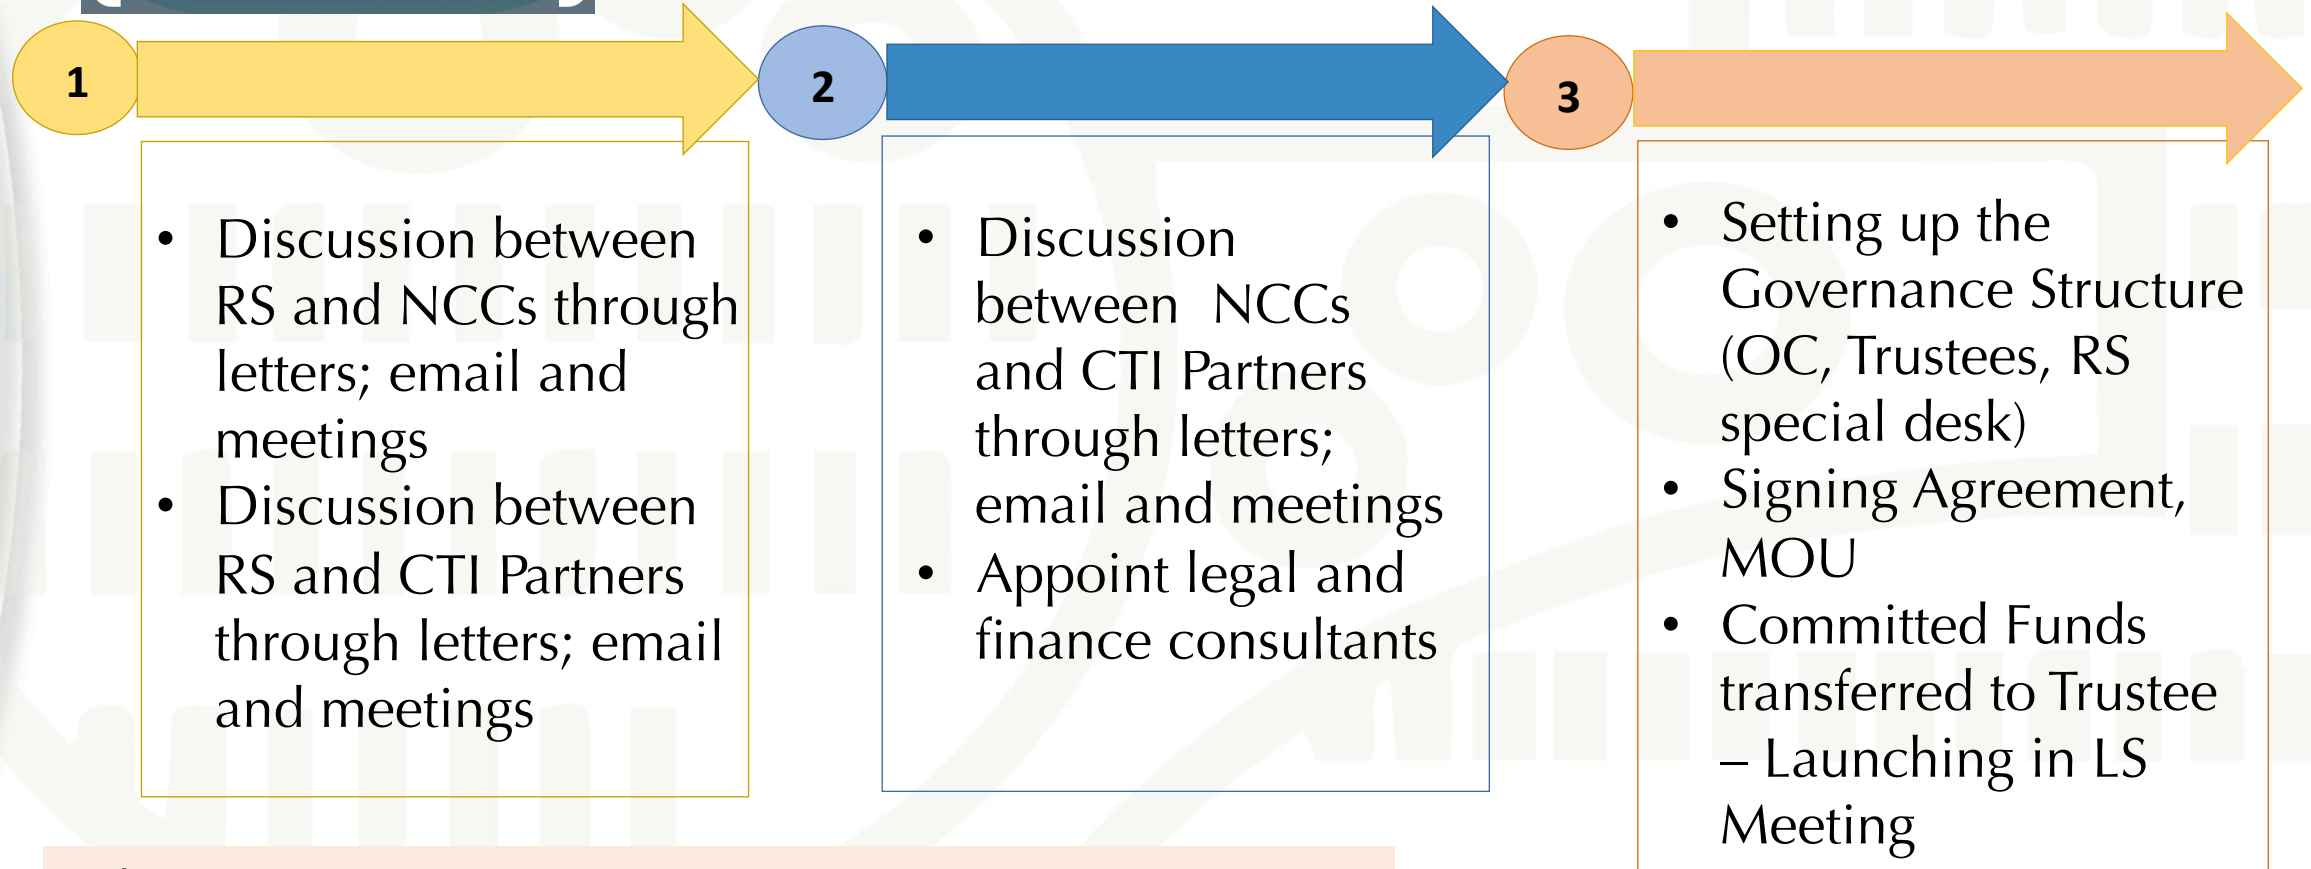 1
2
3
• Discussion between
RS and NCCs through
letters; email and
meetings
• Discussion between
RS and CTI Partners
through letters; email
and meetings
• Discussion
between  NCCs
and CTI Partners
through letters;
email and meetings
• Appoint legal and
finance consultants
• Setting up the
Governance Structure
(OC, Trustees, RS
special desk)
• Signing Agreement,
MOU
• Committed Funds
transferred to Trustee
– Launching in LS
Meeting